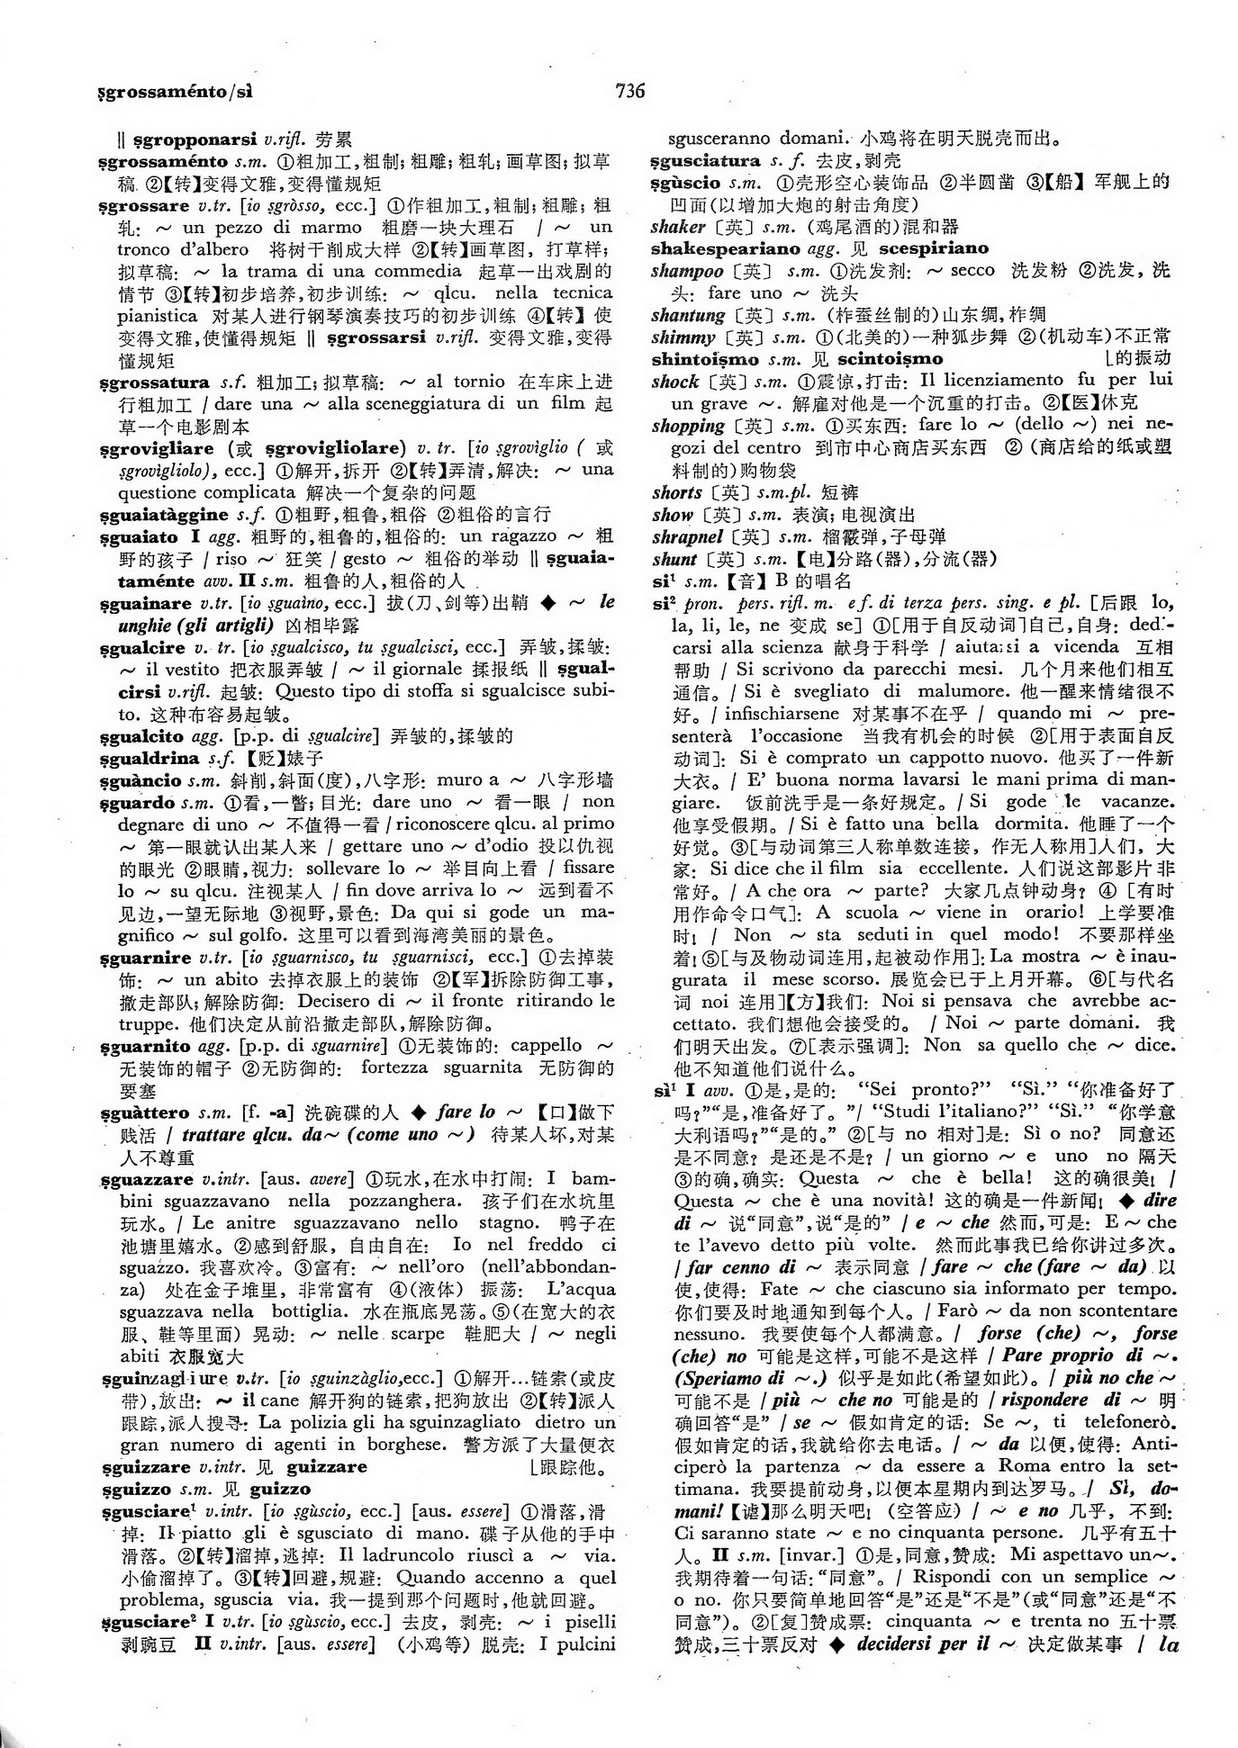 ṣgrossaménto/sì
736
‖ ṣgropponarsi v.rifl. 劳累
ṣgrossaménto s.m. ①粗加工,粗制; 粗雕; 粗轧; 画草图; 拟草
稿 ②【转】变得文雅,变得懂规矩
ṣgrossare v.tr. [io ṣgròsso, ecc.] ①作粗加工,粗制; 粗雕; 粗
轧: ～ un pezzo di marmo 粗磨一块大理石 / ～ un
tronco d'albero 将树干削成大样 ②【转】画草图, 打草样;
拟草稿: ～ la trama di una commedia 起草一出戏剧的
情节 ③【转】初步培养,初步训练: ～ qlcu. nella tecnica
pianistica 对某人进行钢琴演奏技巧的初步训练 ④【转】 使
变得文雅,使懂得规矩 ‖ ṣgrossarsi v.rifl. 变得文雅,变得
懂规矩
ṣgrossatura s.f. 粗加工; 拟草稿: ～ al tornio 在车床上进
行粗加工 / dare una ～ alla sceneggiatura di un film 起
草一个电影剧本
ṣgrovigliare (或 ṣgrovigliolare) v. tr. [io ṣgrovìglio ( 或
ṣgrovìgliolo), ecc.] ①解开,拆开 ②【转】弄清,解决: ～ una
questione complicata 解决一个复杂的问题
ṣguaiatàggine s.f. ①粗野,粗鲁,粗俗 ②粗俗的言行
ṣguaiato I agg. 粗野的,粗鲁的,粗俗的: un ragazzo ～ 粗
野的孩子 / riso ～ 狂笑 / gesto ～ 粗俗的举动 ‖ ṣguaia-
taménte avv. II s.m. 粗鲁的人,粗俗的人
ṣguainare v.tr. [io ṣguaìno, ecc.] 拔(刀、剑等)出鞘 ◆ ～ le
unghie (gli artigli) 凶相毕露
ṣgualcire v. tr. [io ṣgualcisco, tu ṣgualcisci, ecc.] 弄皱,揉皱:
～ il vestito 把衣服弄皱 / ～ il giornale 揉报纸 ‖ ṣgual-
cirsi v.rifl. 起皱: Questo tipo di stoffa si sgualcisce subi-
to. 这种布容易起皱。
ṣgualcito agg. [p.p. di ṣgualcire] 弄皱的,揉皱的
ṣgualdrina s.f. 【贬】婊子
ṣguàncio s.m. 斜削,斜面(度),八字形: muro a ～ 八字形墙
ṣguardo s.m. ①看,一瞥; 目光: dare uno ～ 看一眼 / non
degnare di uno ～ 不值得一看 / riconoscere qlcu. al primo
～ 第一眼就认出某人来 / gettare uno ～ d'odio 投以仇视
的眼光 ②眼睛,视力: sollevare lo ～ 举目向上看 / fissare
lo ～ su qlcu. 注视某人 / fin dove arriva lo ～ 远到看不
见边,一望无际地 ③视野,景色: Da qui si gode un ma-
gnifico ～ sul golfo. 这里可以看到海湾美丽的景色。
ṣguarnire v.tr. [io ṣguarnisco, tu ṣguarnisci, ecc.] ①去掉装
饰: ～ un abito 去掉衣服上的装饰 ②【军】拆除防御工事,
撤走部队; 解除防御: Decisero di ～ il fronte ritirando le
truppe. 他们决定从前沿撤走部队,解除防御。
ṣguarnito agg. [p.p. di sguarnire] ①无装饰的: cappello ～
无装饰的帽子 ②无防御的: fortezza sguarnita 无防御的
要塞
ṣguàttero s.m. [f. -a] 洗碗碟的人 ◆ fare lo ～ 【口】做下
贱活 / trattare qlcu. da～ (come uno ～) 待某人坏,对某
人不尊重
ṣguazzare v.intr. [aus. avere] ①玩水,在水中打闹: I bam-
bini sguazzavano nella pozzanghera. 孩子们在水坑里
玩水。/ Le anitre sguazzavano nello stagno. 鸭子在
池塘里嬉水。②感到舒服, 自由自在: Io nel freddo ci
sguazzo. 我喜欢冷。③富有: ～ nell'oro (nell'abbondan-
za) 处在金子堆里, 非常富有 ④(液体) 振荡: L'acqua
sguazzava nella bottiglia. 水在瓶底晃荡。⑤(在宽大的衣
服、鞋等里面) 晃动: ～ nelle scarpe 鞋肥大 / ～ negli
abiti 衣服宽大
ṣguinzagliare v.tr. [io ṣguinzàglio,ecc.] ①解开…链索(或皮
带),放出: ～ il cane 解开狗的链索,把狗放出 ②【转】派人
跟踪,派人搜寻: La polizia gli ha sguinzagliato dietro un
gran numero di agenti in borghese. 警方派了大量便衣
ṣguizzare v.intr. 见 guizzare ⌊跟踪他。
ṣguizzo s.m. 见 guizzo
ṣgusciare¹ v.intr. [io ṣgùscio, ecc.] [aus. essere] ①滑落,滑
掉: Il piatto gli è sgusciato di mano. 碟子从他的手中
滑落。②【转】溜掉,逃掉: Il ladruncolo riuscì a ～ via.
小偷溜掉了。③【转】回避,规避: Quando accenno a quel
problema, sguscia via. 我一提到那个问题时,他就回避。
ṣgusciare² I v.tr. [io ṣgùscio, ecc.] 去皮, 剥壳: ～ i piselli
剥豌豆 II v.intr. [aus. essere] (小鸡等) 脱壳: I pulcini
sgusceranno domani. 小鸡将在明天脱壳而出。
ṣgusciatura s. f. 去皮,剥壳
ṣgùscio s.m. ①壳形空心装饰品 ②半圆凿 ③【船】 军舰上的
凹面(以增加大炮的射击角度)
shaker〔英〕s.m. (鸡尾酒的)混和器
shakespeariano agg. 见 scespiriano
shampoo〔英〕 s.m. ①洗发剂: ～ secco 洗发粉 ②洗发, 洗
头: fare uno ～ 洗头
shantung〔英〕s.m. (柞蚕丝制的)山东绸,柞绸
shimmy〔英〕s.m. ①(北美的)一种狐步舞 ②(机动车)不正常
shintoiṣmo s.m. 见 scintoiṣmo ⌊的振动
shock〔英〕s.m. ①震惊,打击: Il licenziamento fu per lui
un grave ～. 解雇对他是一个沉重的打击。②【医】休克
shopping〔英〕s.m. ①买东西: fare lo ～ (dello ～) nei ne-
gozi del centro 到市中心商店买东西 ② (商店给的纸或塑
料制的)购物袋
shorts〔英〕s.m.pl. 短裤
show〔英〕s.m. 表演; 电视演出
shrapnel〔英〕s.m. 榴霰弹,子母弹
shunt〔英〕s.m.【电】分路(器),分流(器)
si¹ s.m.【音】B 的唱名
si² pron. pers. rifl. m. e f. di terza pers. sing. e pl. [后跟 lo,
la, li, le, ne 变成 se] ①[用于自反动词]自己,自身: dedi-
carsi alla scienza 献身于科学 / aiutarsi a vicenda 互相
帮助 / Si scrivono da parecchi mesi. 几个月来他们相互
通信。/ Si è svegliato di malumore. 他一醒来情绪很不
好。/ infischiarsene 对某事不在乎 / quando mi ～ pre-
senterà l'occasione 当我有机会的时候 ②[用于表面自反
动词]: Si è comprato un cappotto nuovo. 他买了一件新
大衣。/ E' buona norma lavarsi le mani prima di man-
giare. 饭前洗手是一条好规定。/ Si gode le vacanze.
他享受假期。/ Si è fatto una bella dormita. 他睡了一个
好觉。③[与动词第三人称单数连接, 作无人称用]人们, 大
家: Si dice che il film sia eccellente. 人们说这部影片非
常好。/ A che ora ～ parte? 大家几点钟动身? ④ [有时
用作命令口气]: A scuola ～ viene in orario! 上学要准
时! / Non ～ sta seduti in quel modo! 不要那样坐
着! ⑤[与及物动词连用,起被动作用]: La mostra ～ è inau-
gurata il mese scorso. 展览会已于上月开幕。⑥[与代名
词 noi 连用]【方】我们: Noi si pensava che avrebbe ac-
cettato. 我们想他会接受的。 / Noi ～ parte domani. 我
们明天出发。⑦[表示强调]: Non sa quello che ～ dice.
他不知道他们说什么。
sì¹ I avv. ①是,是的: “Sei pronto?” “Sì.” “你准备好了
吗?”“是,准备好了。”/ “Studi l'italiano?” “Sì.” “你学意
大利语吗?”“是的。” ②[与 no 相对]是: Sì o no? 同意还
是不同意? 是还是不是? / un giorno ～ e uno no 隔天
③的确,确实: Questa ～ che è bella! 这的确很美! /
Questa ～ che è una novità! 这的确是一件新闻! ◆ dire
di ～ 说“同意”,说“是的” / e ～ che 然而,可是: E ～ che
te l'avevo detto più volte. 然而此事我已给你讲过多次。
/ far cenno di ～ 表示同意 / fare ～ che (fare ～ da) 以
使,使得: Fate ～ che ciascuno sia informato per tempo.
你们要及时地通知到每个人。/ Farò ～ da non scontentare
nessuno. 我要使每个人都满意。/ forse (che) ～, forse
(che) no 可能是这样,可能不是这样 / Pare proprio di ～.
(Speriamo di ～.) 似乎是如此(希望如此)。/ più no che ～
可能不是 / più ～ che no 可能是的 / rispondere di ～ 明
确回答“是” / se ～ 假如肯定的话: Se ～, ti telefonerò.
假如肯定的话,我就给你去电话。/ ～ da 以便,使得: Anti-
ciperò la partenza ～ da essere a Roma entro la set-
timana. 我要提前动身,以便本星期内到达罗马。/ Sì, do-
mani!【谑】那么明天吧! (空答应) / ～ e no 几乎, 不到:
Ci saranno state ～ e no cinquanta persone. 几乎有五十
人。II s.m. [invar.] ①是,同意,赞成: Mi aspettavo un～.
我期待着一句话:“同意”。/ Rispondi con un semplice ～
o no. 你只要简单地回答“是”还是“不是”(或“同意”还是“不
同意”)。②[复]赞成票: cinquanta ～ e trenta no 五十票
赞成,三十票反对 ◆ decidersi per il ～ 决定做某事 / la